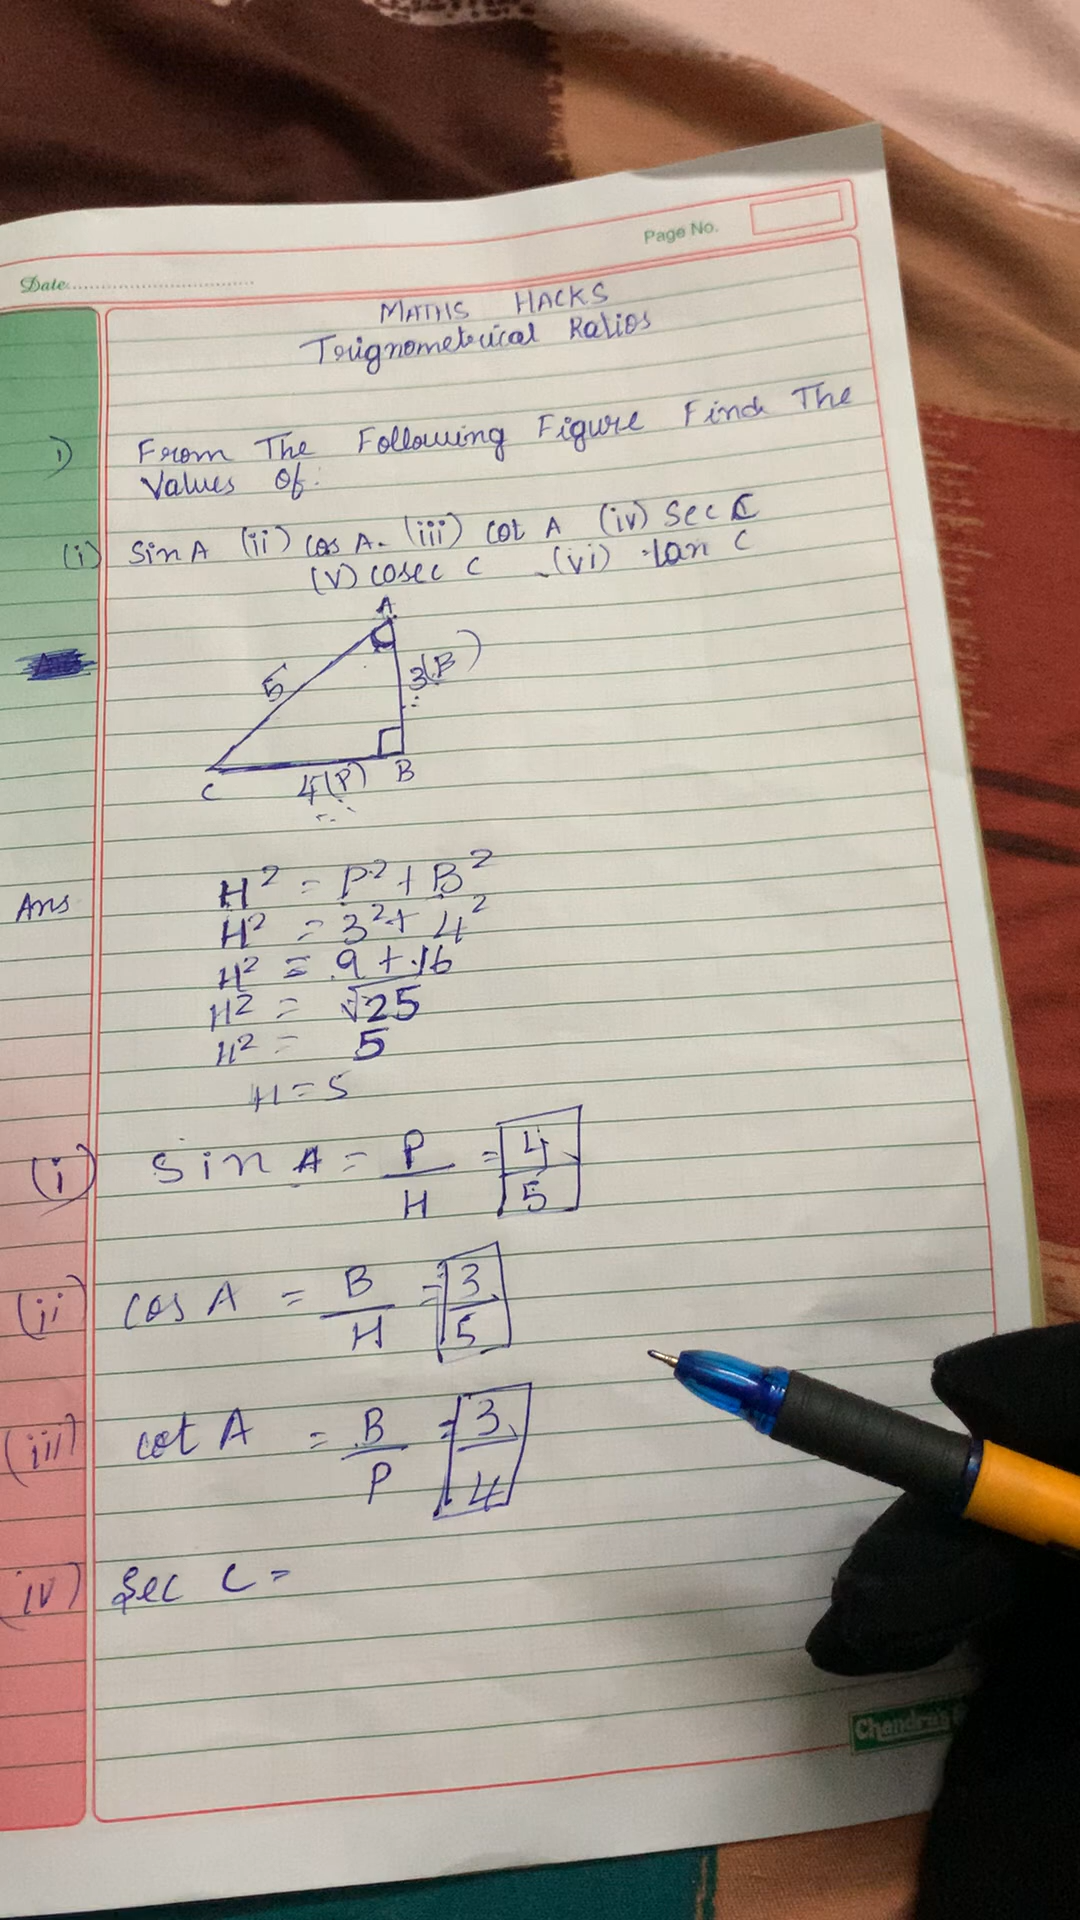 Page No.
Date
MATHS HACKS
Trignometrical Ratios
1) From The Following Figure Find The
Values Of:
(i) Sin A (ii) cos A. (iii) cot A (iv) Sec C
(v) cosec C (vi) tan C
A
5
3(B)
C
4(P)
B
Ans
H² = P² + B²
H² = 3² + 4²
H² = 9 + 16
H² = √25
H² = 5
H = 5
(i) Sin A = P/H = 4/5
(ii) cos A = B/H = 3/5
(iii) cot A = B/P = 3/4
(iv) Sec C =
Chandra's